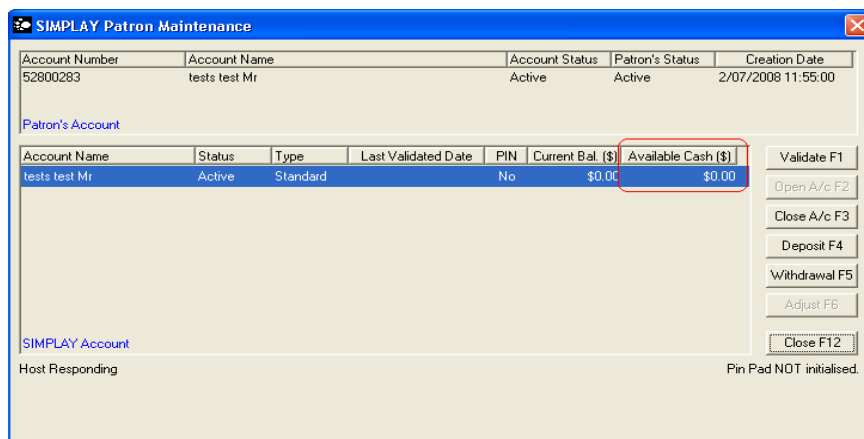 SIMPLAY Patron Maintenance
Account Number Account Name Account Status Patron's Status Creation Date
52800283 tests test Mr Active Active 2/07/2008 11:55:00
Patron's Account
Account Name Status Type Last Validated Date PIN Current Bal. ($) Available Cash ($)
tests test Mr Active Standard No $0.00 $0.00
Validate F1
Open A/c F2
Close A/c F3
Deposit F4
Withdrawal F5
Adjust F6
SIMPLAY Account
Close F12
Host Responding
Pin Pad NOT initialised.